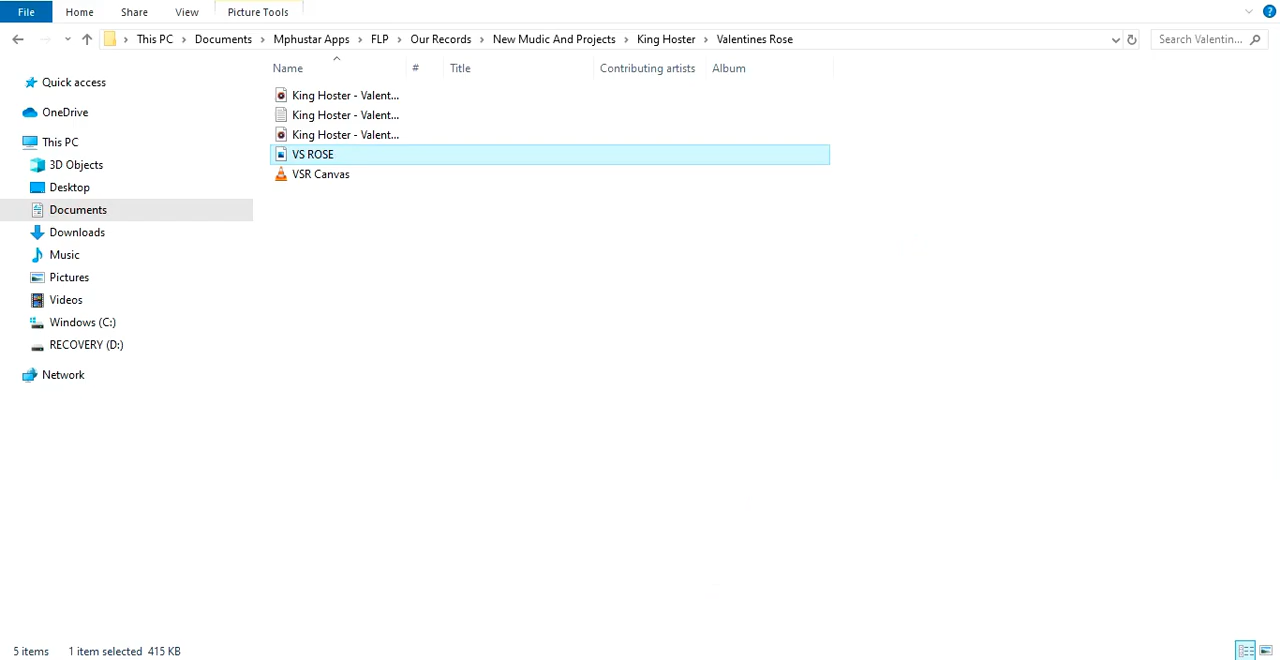 File Home Share View Picture Tools
This PC › Documents › Mphustar Apps › FLP › Our Records › New Mudic And Projects › King Hoster › Valentines Rose Search Valentin...
Name # Title Contributing artists Album
Quick access
OneDrive
This PC
3D Objects
Desktop
Documents
Downloads
Music
Pictures
Videos
Windows (C:)
RECOVERY (D:)
Network
King Hoster - Valent...
King Hoster - Valent...
King Hoster - Valent...
VS ROSE
VSR Canvas
5 items 1 item selected 415 KB